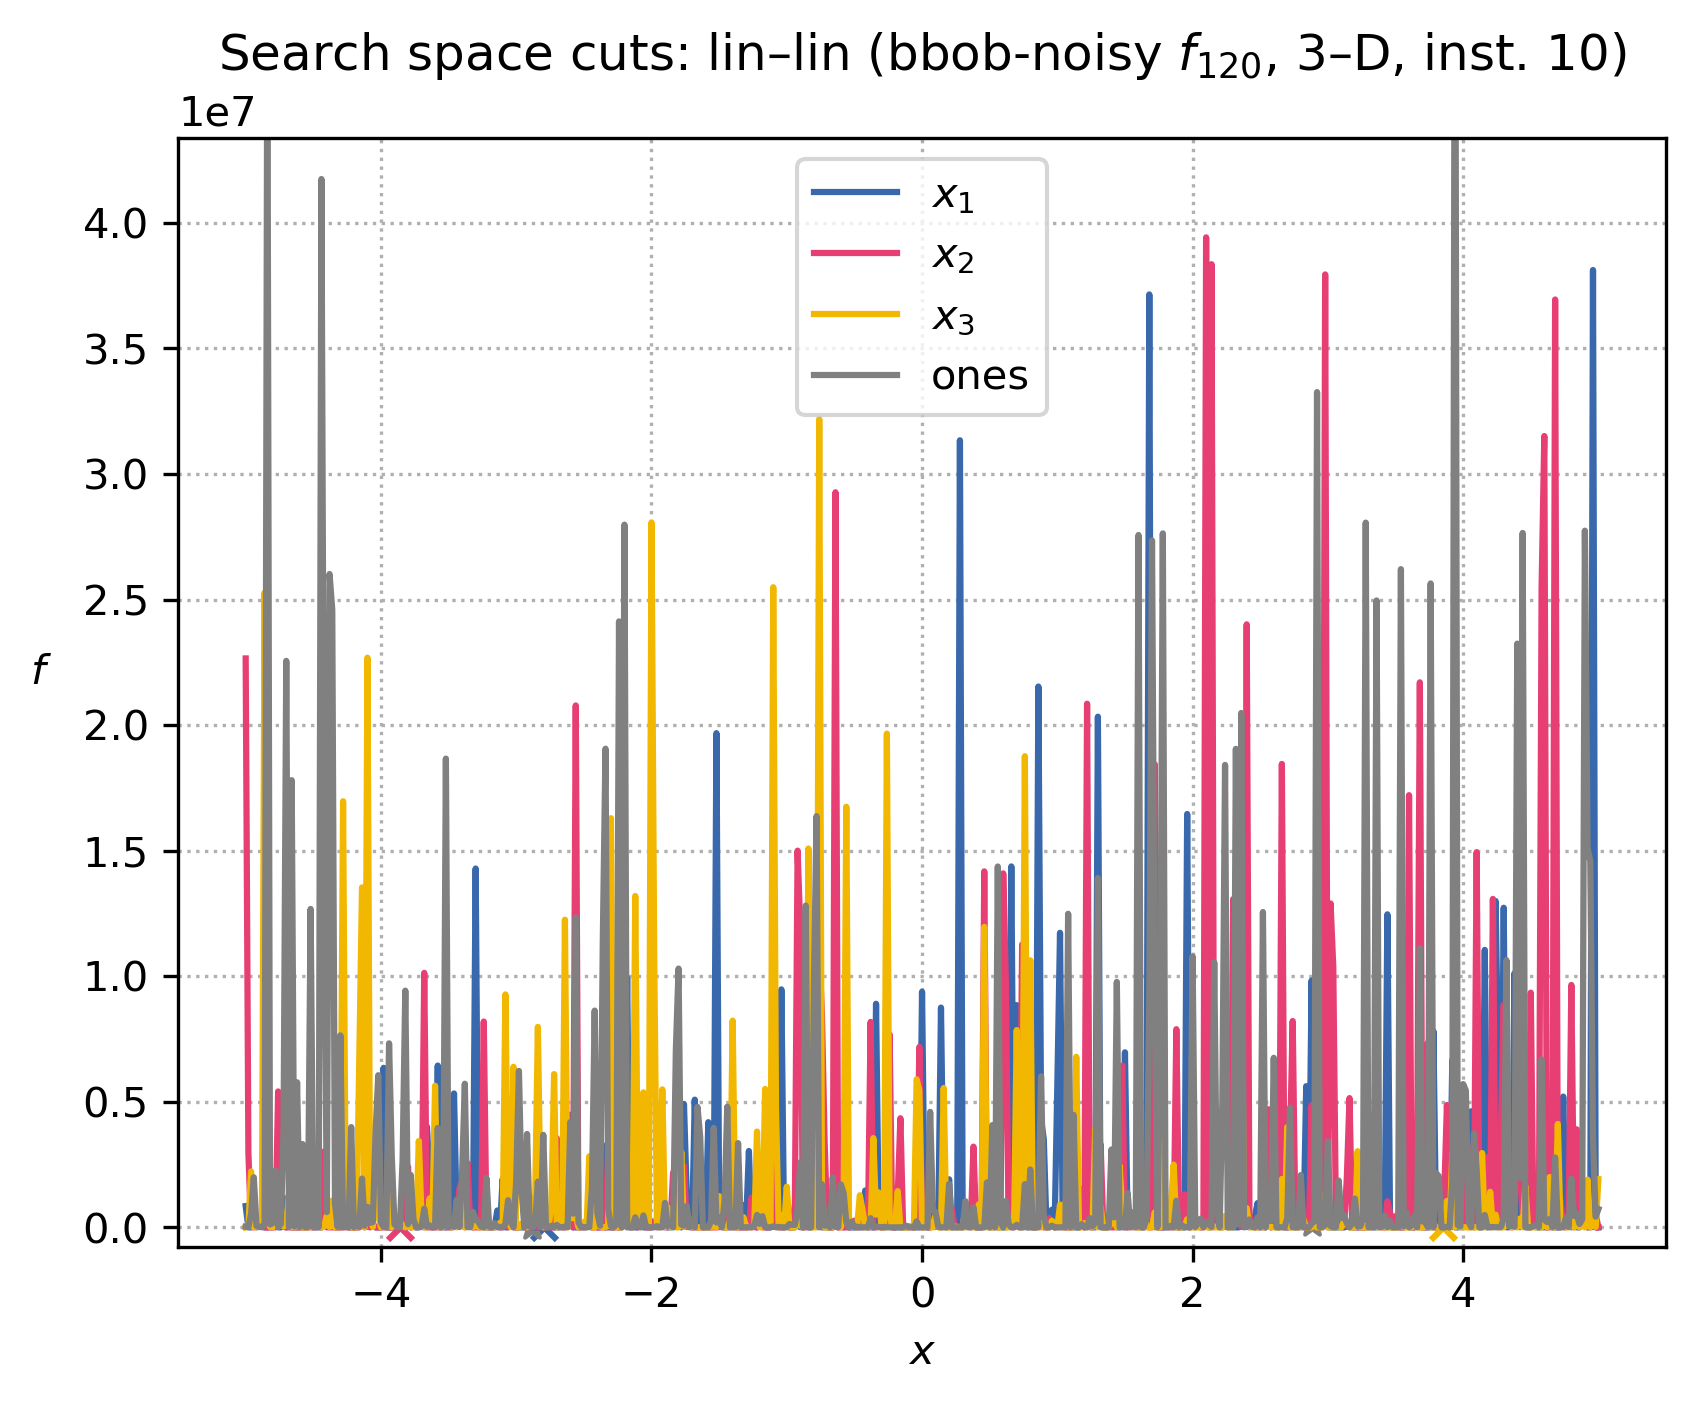 Search space cuts: lin–lin (bbob-noisy f₁₂₀, 3–D, inst. 10)
1e7
x₁
x₂
x₃
ones
4.0
3.5
3.0
2.5
2.0
1.5
1.0
0.5
0.0
f
−4 −2 0 2 4
x